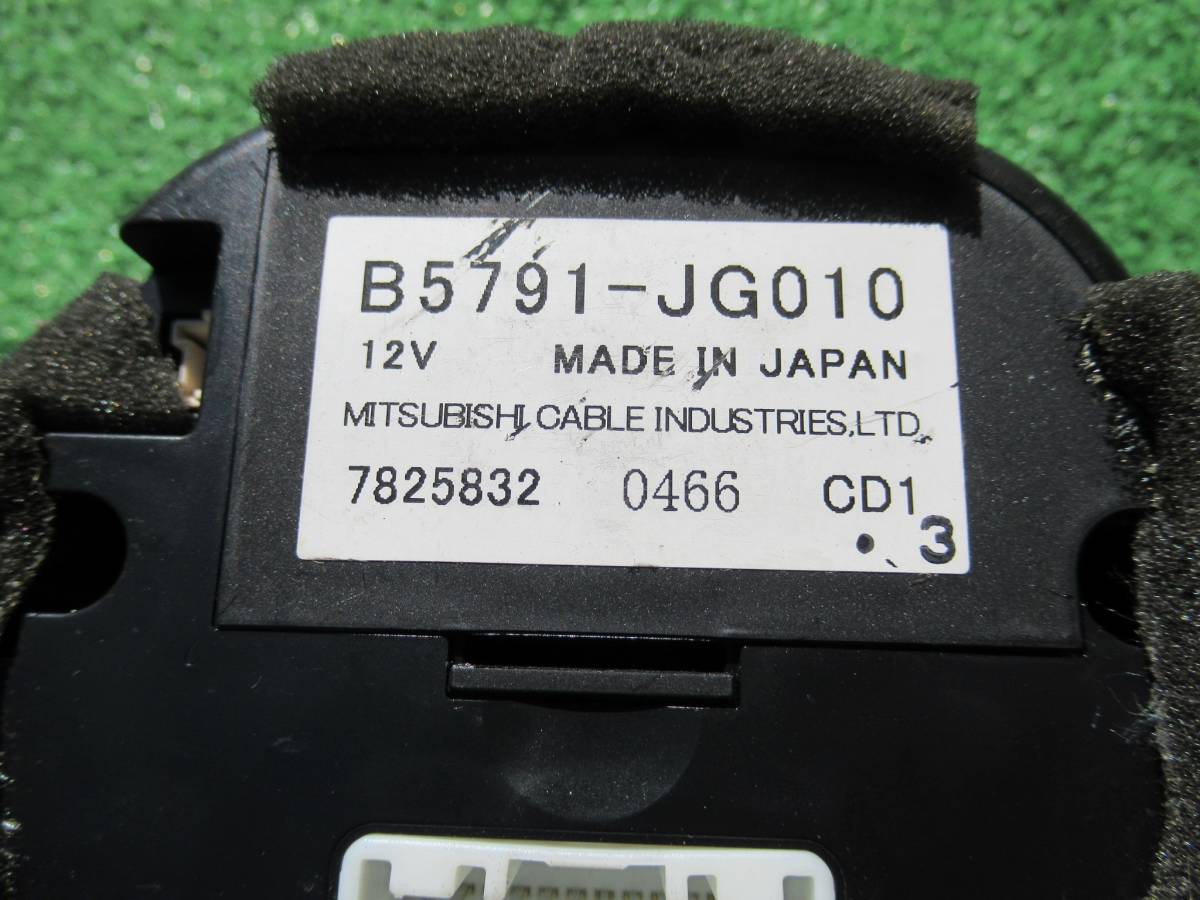 B5791-JG010
12V MADE IN JAPAN
MITSUBISHI CABLE INDUSTRIES,LTD.
7825832 0466 CD1
. 3